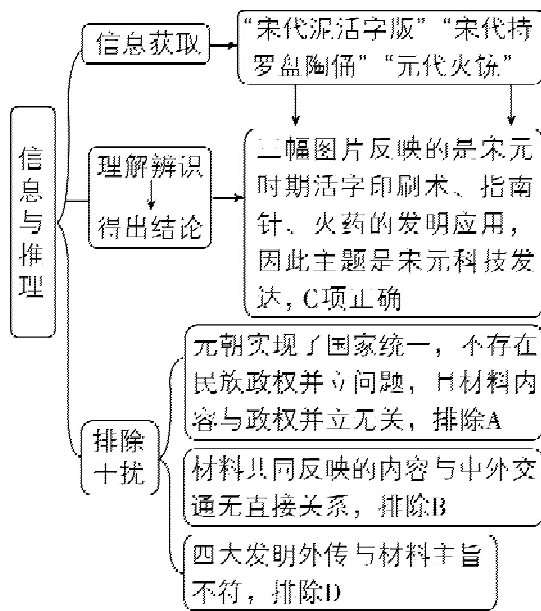 信息与推理
信息获取
“宋代泥活字版”“宋代持
罗盘陶俑”“元代火铳”
理解辨识
得出结论
三幅图片反映的是宋元
时期活字印刷术、指南
针、火药的发明应用，
因此主题是宋元科技发
达，C项正确
排除
干扰
元朝实现了国家统一，不存在
民族政权并立问题，且材料内
容与政权并立无关，排除A
材料共同反映的内容与中外交
通无直接关系，排除B
四大发明外传与材料主旨
不符，排除D